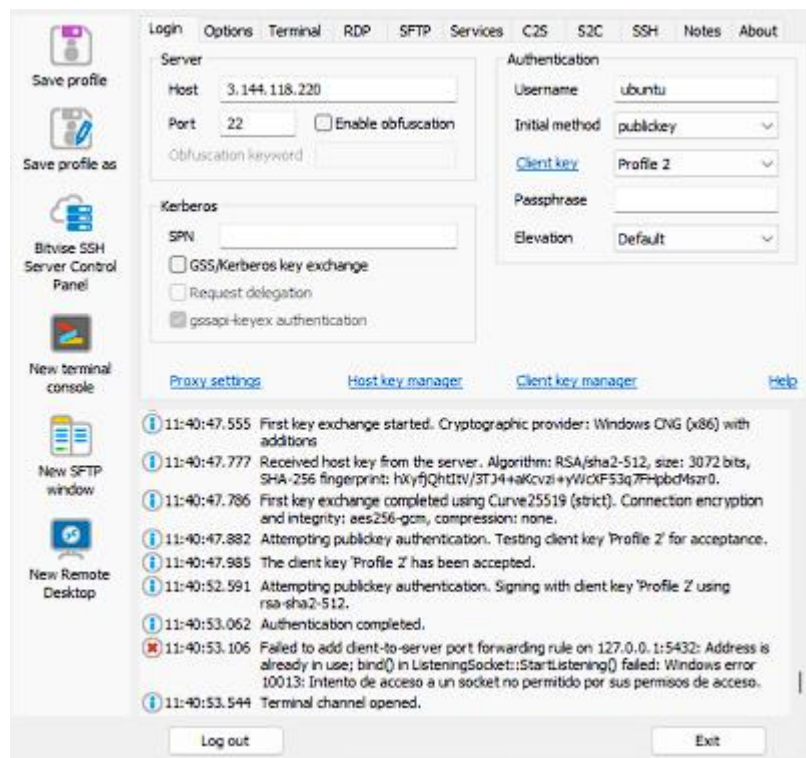 Save profile
Save profile as
Bitvise SSH
Server Control
Panel
New terminal
console
New SFTP
window
New Remote
Desktop
Login Options Terminal RDP SFTP Services C2S S2C SSH Notes About
Server
Host 3.144.118.220
Port 22 Enable obfuscation
Obfuscation keyword
Kerberos
SPN
GSS/Kerberos key exchange
Request delegation
gssapi-keyex authentication
Authentication
Username ubuntu
Initial method publickey
Client key Profile 2
Passphrase
Elevation Default
Proxy settings Host key manager Client key manager Help
11:40:47.555 First key exchange started. Cryptographic provider: Windows CNG (x86) with
additions
11:40:47.777 Received host key from the server. Algorithm: RSA/sha2-512, size: 3072 bits,
SHA-256 fingerprint: hXyfjQhtItV/3TJ4+aKcvzi+yWcXF53q7FHpbcMszr0.
11:40:47.786 First key exchange completed using Curve25519 (strict). Connection encryption
and integrity: aes256-gcm, compression: none.
11:40:47.882 Attempting publickey authentication. Testing client key 'Profile 2' for acceptance.
11:40:47.985 The client key 'Profile 2' has been accepted.
11:40:52.591 Attempting publickey authentication. Signing with client key 'Profile 2' using
rsa-sha2-512.
11:40:53.062 Authentication completed.
11:40:53.106 Failed to add client-to-server port forwarding rule on 127.0.0.1:5432: Address is
already in use; bind() in ListeningSocket::StartListening() failed: Windows error
10013: Intento de acceso a un socket no permitido por sus permisos de acceso.
11:40:53.544 Terminal channel opened.
Log out Exit